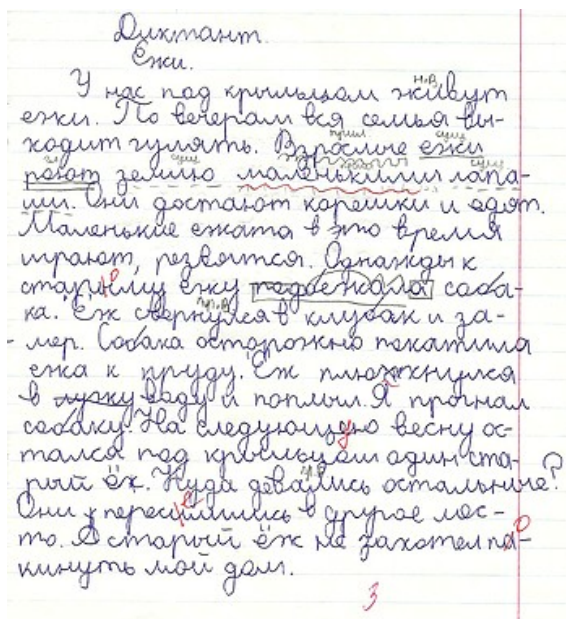 Диктант.
Ежи.
У нас под крыльцом живут
ежи. По вечерам вся семья вы-
ходит гулять. Взрослые ежи
роют землю маленькими лапа-
ми. Они достают корешки и едят.
Маленькие ежата в это время
играют, резвятся. Однажды к
старому ежу подбежала соба-
ка. Ёж свернулся в клубок и за-
мер. Собака осторожно покатила
ежа к пруду. Ёж плюхнулся
в воду и поплыл. Я прогнал
собаку. На следующую весну ос-
тался под крыльцом один ста-
рый ёж. Куда девались остальные?
Они переселились в другое мес-
то. А старый ёж не захотел по-
кинуть мой дом.
3